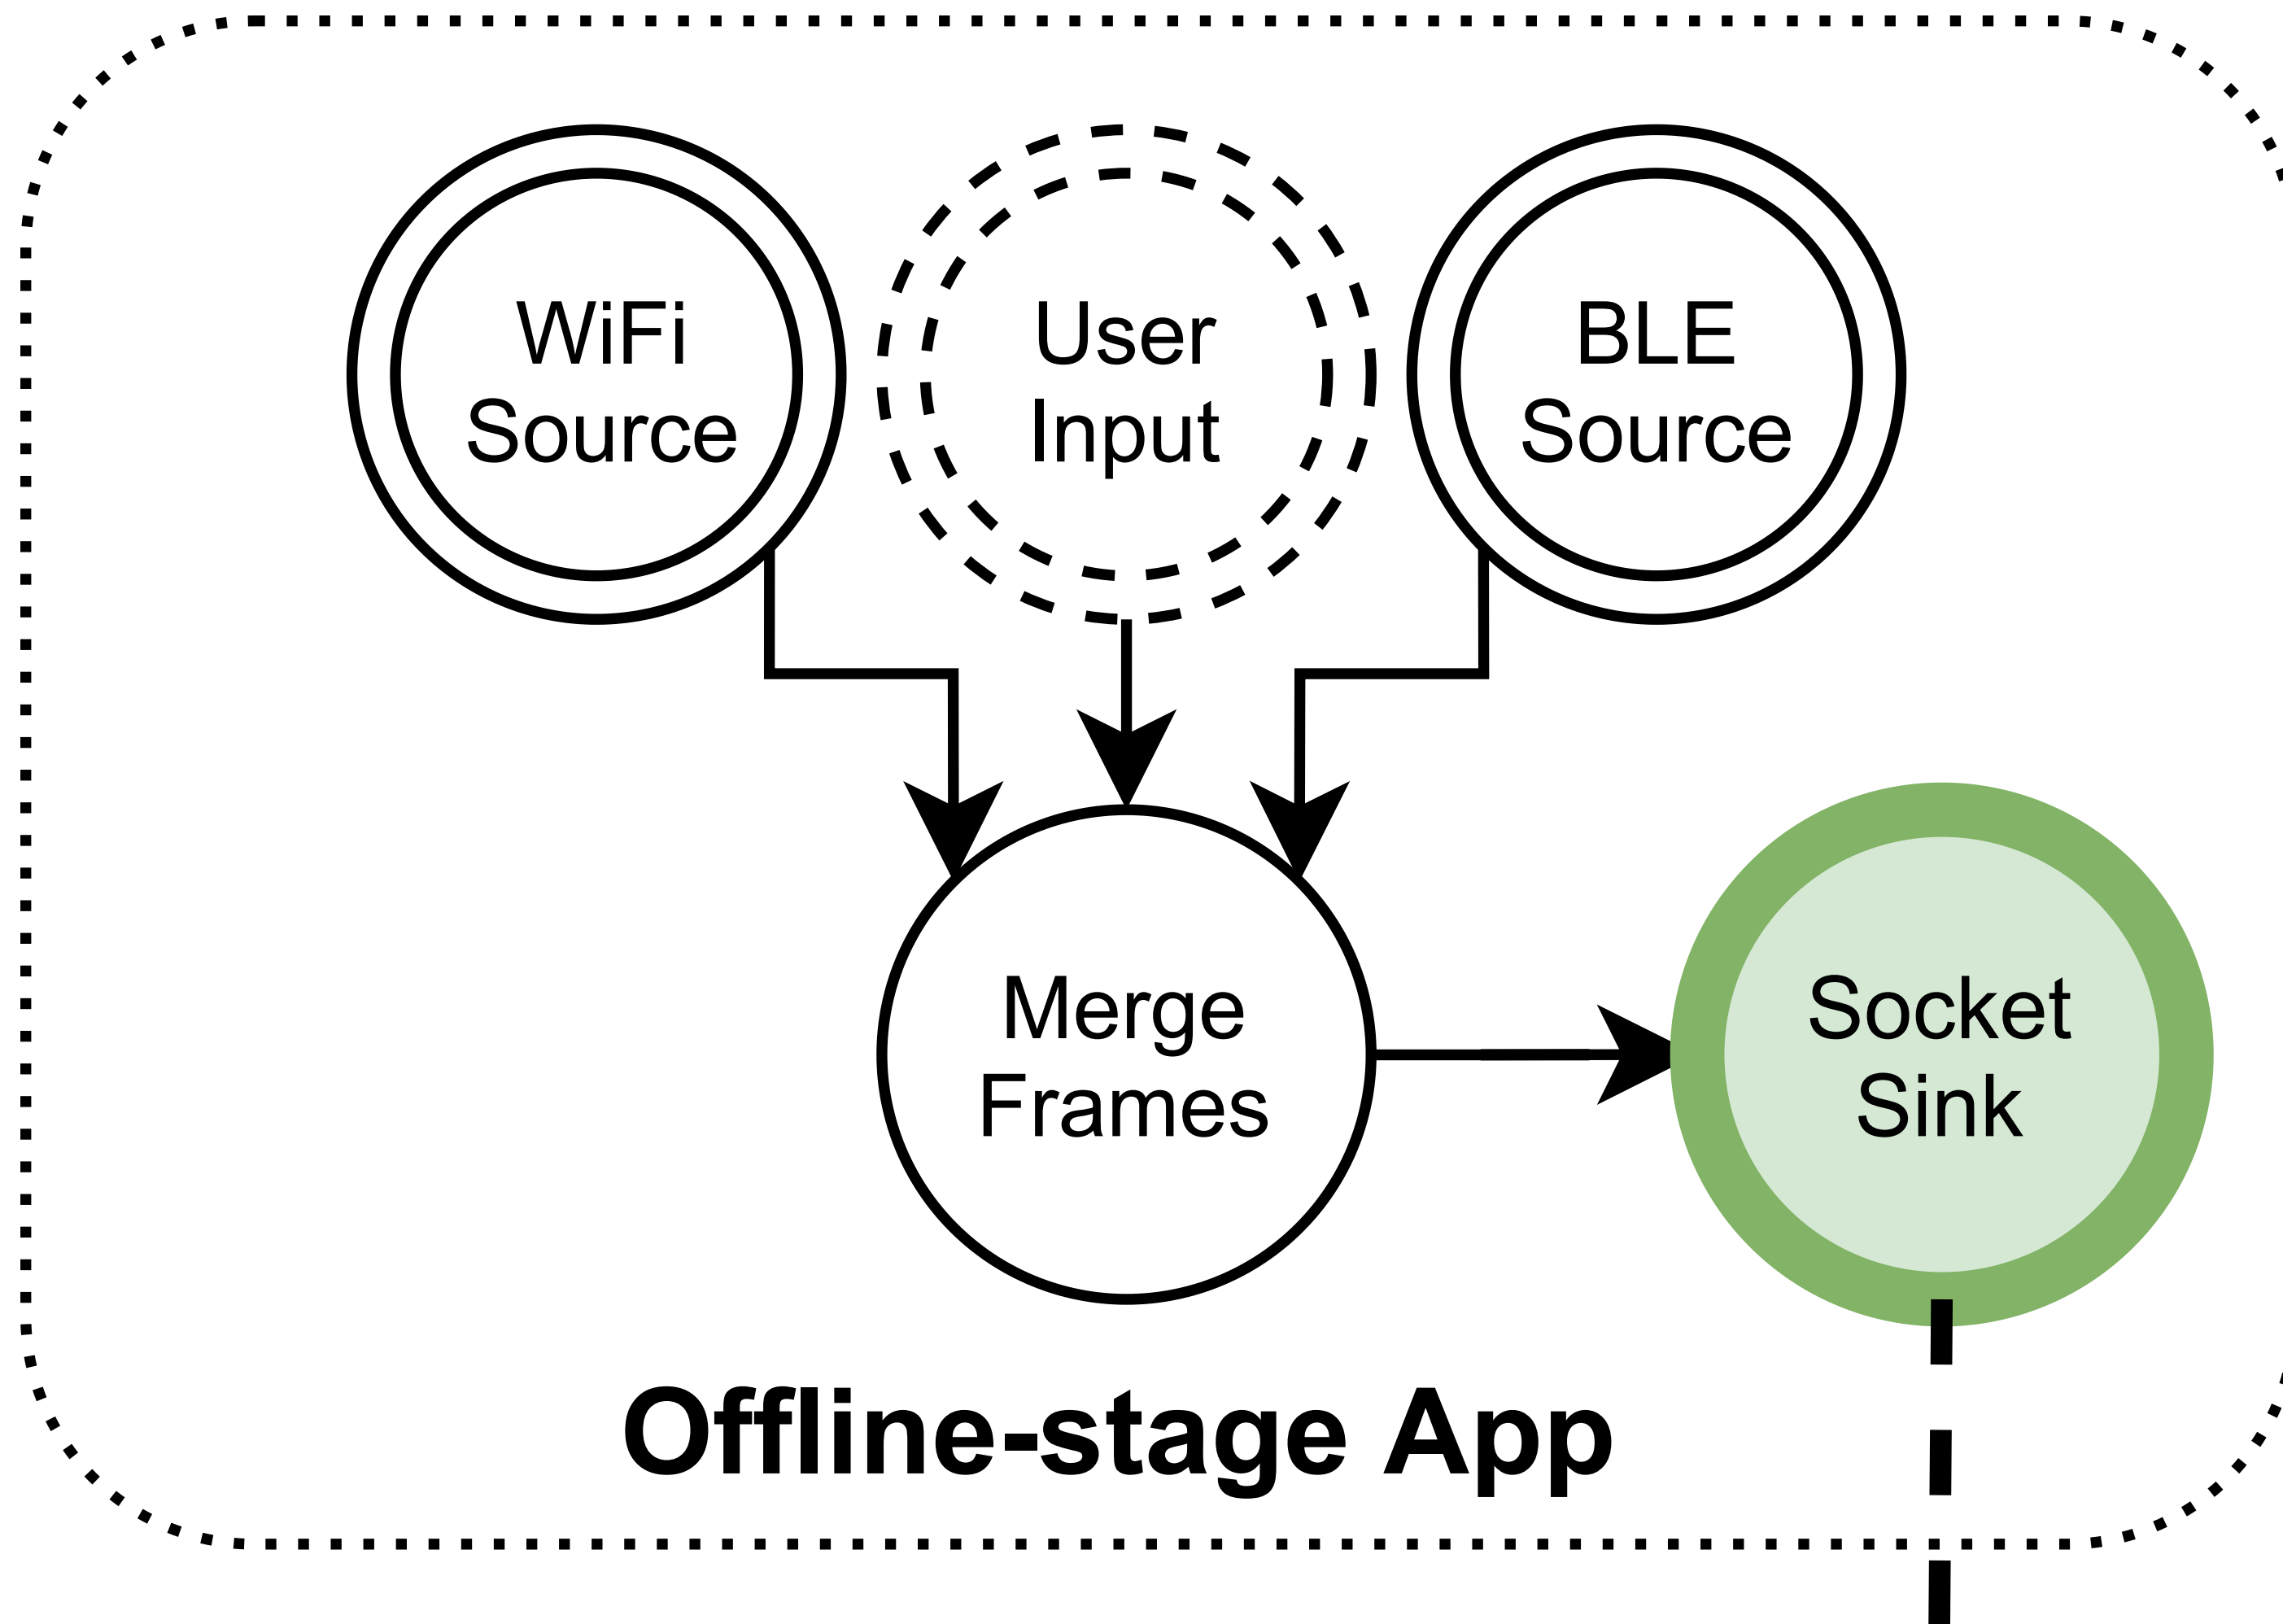 WiFi
Source
User
Input
BLE
Source
Merge
Frames
Socket
Sink
Offline-stage App